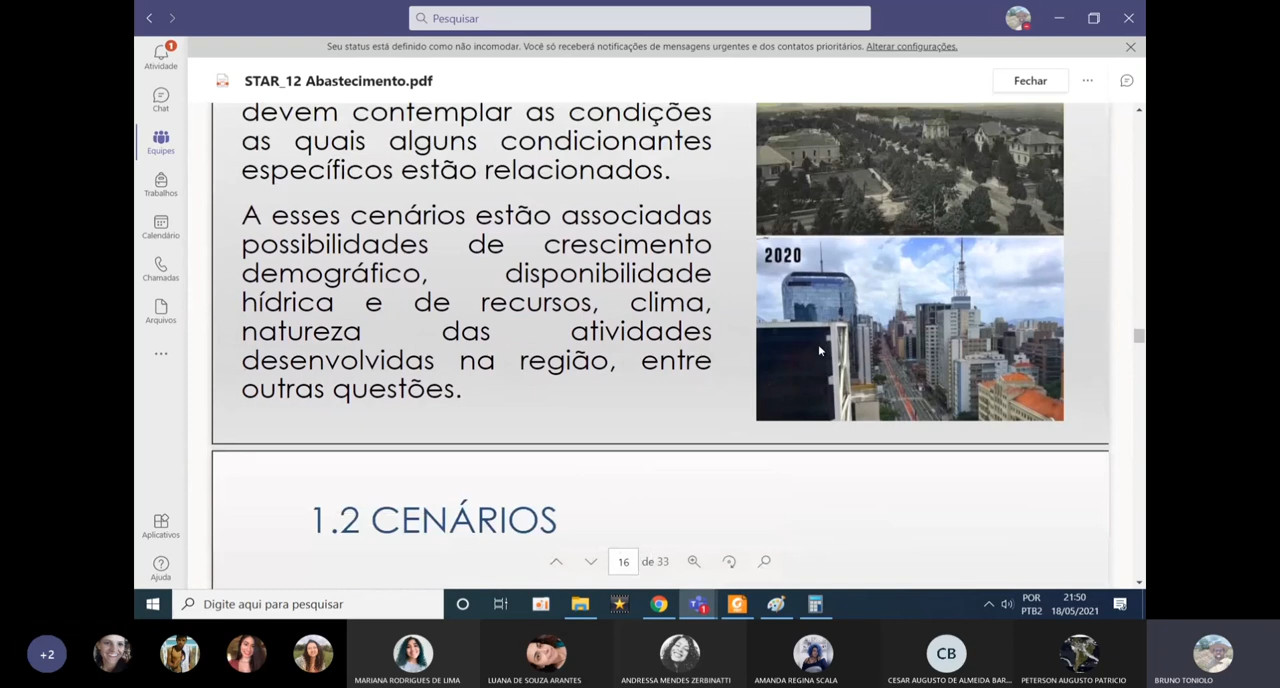 Pesquisar
Seu status está definido como não incomodar. Você só receberá notificações de mensagens urgentes e dos contatos prioritários. Alterar configurações.
1
Atividade
STAR_12 Abastecimento.pdf
Fechar
Chat
Equipes
Trabalhos
Calendário
Chamadas
Arquivos
Aplicativos
Ajuda
devem contemplar as condições
as quais alguns condicionantes
específicos estão relacionados.
A esses cenários estão associadas
possibilidades de crescimento
demográfico, disponibilidade
hídrica e de recursos, clima,
natureza das atividades
desenvolvidas na região, entre
outras questões.
2020
1.2 CENÁRIOS
16 de 33
Digite aqui para pesquisar
1
POR
PTB2
21:50
18/05/2021
+2
CB
MARIANA RODRIGUES DE LIMA
LUANA DE SOUZA ARANTES
ANDRESSA MENDES ZERBINATTI
AMANDA REGINA SCALA
CESAR AUGUSTO DE ALMEIDA BAR...
PETERSON AUGUSTO PATRICIO
BRUNO TONIOLO